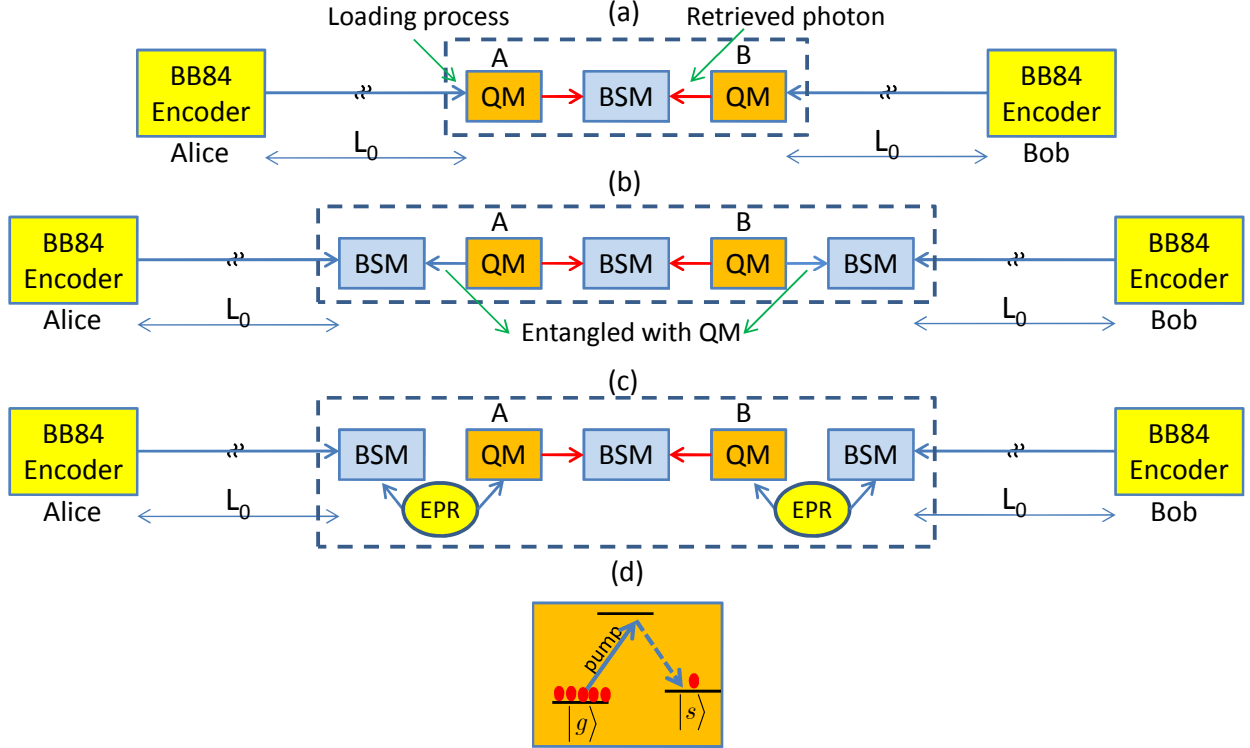 (a)
Loading process
Retrieved photon
A
B
BB84
Encoder
QM
BSM
QM
BB84
Encoder
Alice
L₀
L₀
Bob
(b)
A
B
BB84
Encoder
BSM
QM
BSM
QM
BSM
BB84
Encoder
Alice
L₀
Entangled with QM
L₀
Bob
(c)
A
B
BB84
Encoder
BSM
QM
BSM
QM
BSM
BB84
Encoder
Alice
L₀
EPR
EPR
L₀
Bob
(d)
pump
|g⟩
|s⟩